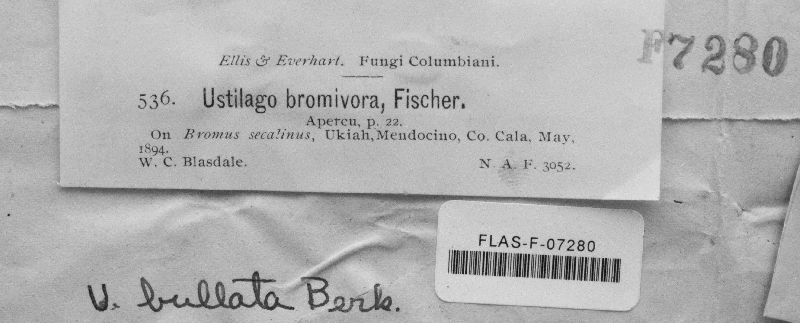 Ellis & Everhart. Fungi Columbiani.
F7280
536. Ustilago bromivora, Fischer.
Apercu, p. 22.
On Bromus secalinus, Ukiah, Mendocino, Co. Cala, May,
1894.
W. C. Blasdale. N. A. F. 3052.
FLAS-F-07280
U. bullata Berk.